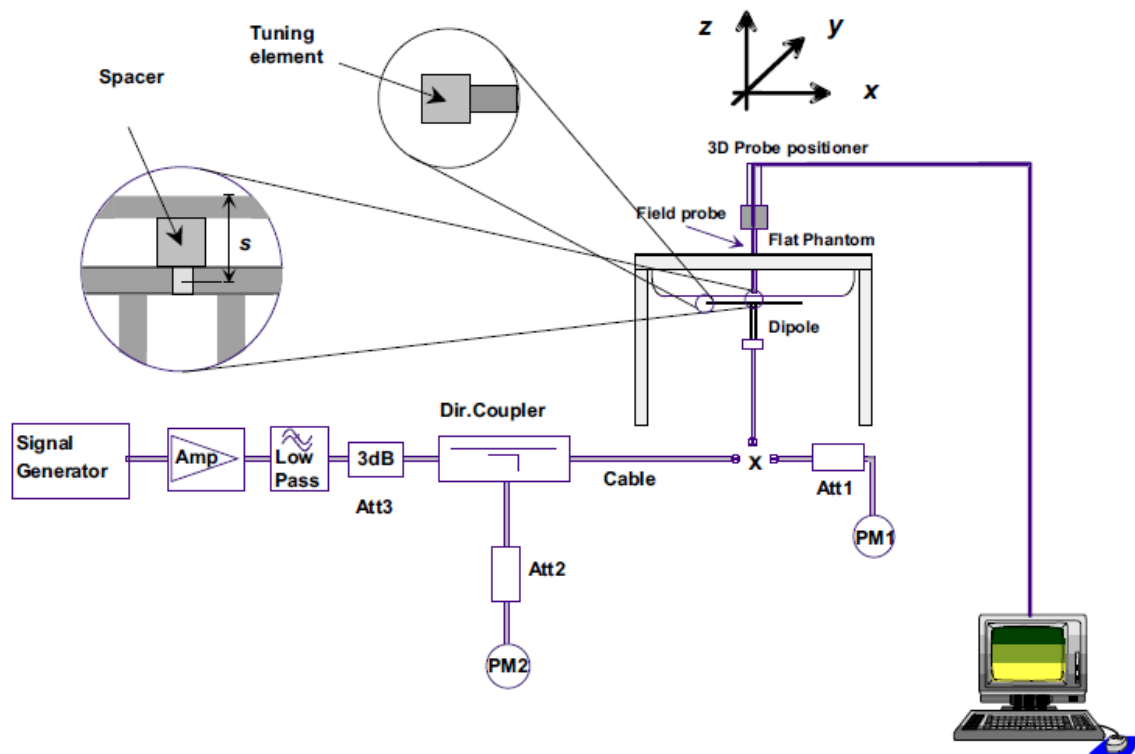 Tuning
element
Spacer
s
z
y
x
3D Probe positioner
Field probe
Flat Phantom
Dipole
Dir.Coupler
Signal
Generator
Amp
Low
Pass
3dB
Att3
Cable
x
Att1
PM1
Att2
PM2